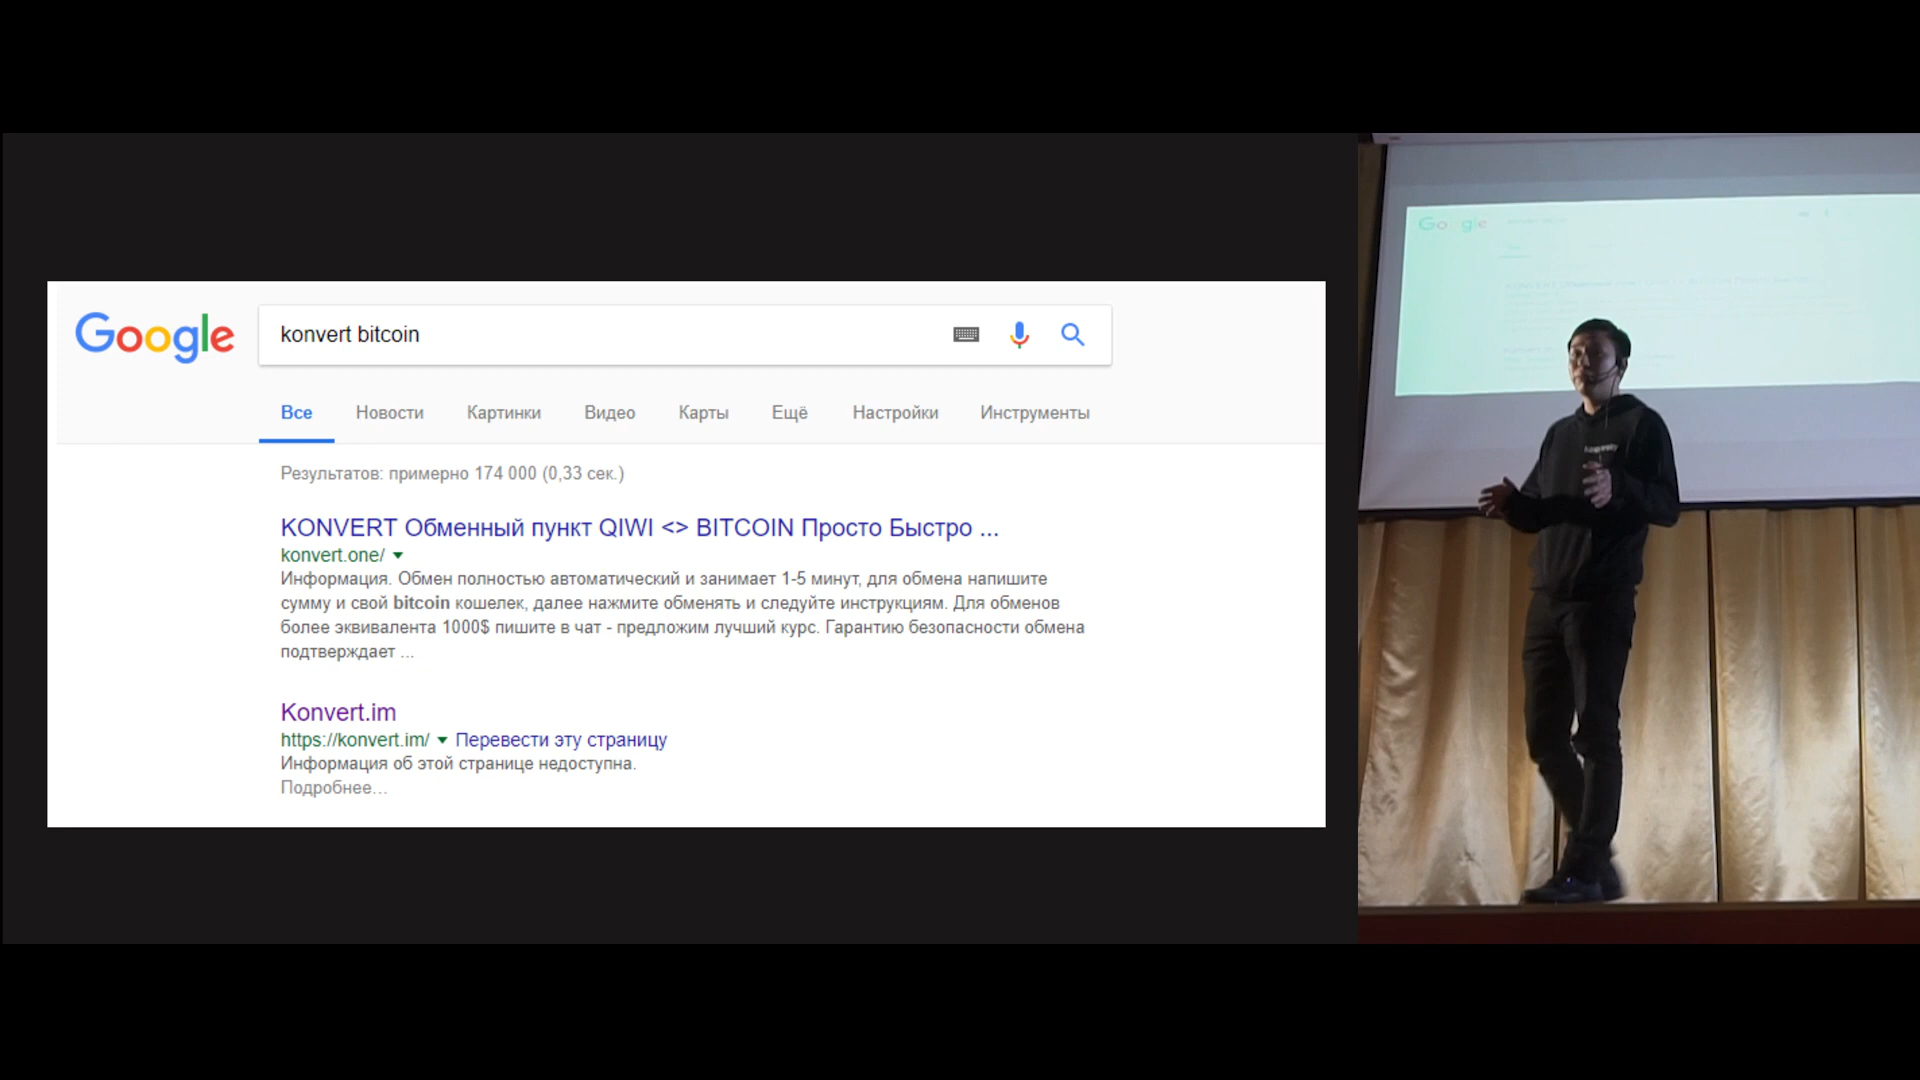 Google
konvert bitcoin
Все Новости Картинки Видео Карты Ещё Настройки Инструменты
Результатов: примерно 174 000 (0,33 сек.)
KONVERT Обменный пункт QIWI <> BITCOIN Просто Быстро ...
konvert.one/
Информация. Обмен полностью автоматический и занимает 1-5 минут, для обмена напишите
сумму и свой bitcoin кошелек, далее нажмите обменять и следуйте инструкциям. Для обменов
более эквивалента 1000$ пишите в чат - предложим лучший курс. Гарантию безопасности обмена
подтверждает ...
Konvert.im
https://konvert.im/ Перевести эту страницу
Информация об этой странице недоступна.
Подробнее...
Google